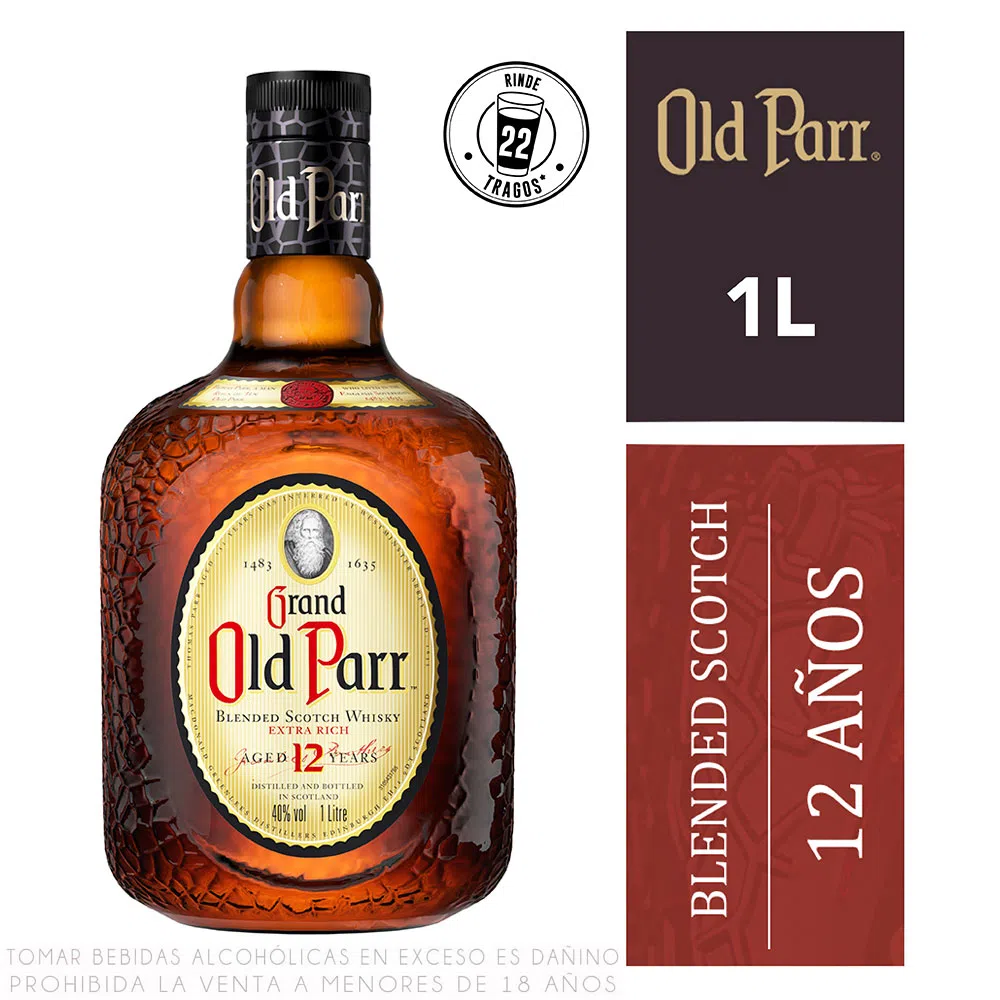 RINDE
22
TRAGOS*
Old Parr®
1L
BLENDED SCOTCH
12 AÑOS
Old Parr
1483 1635
Grand
Old Parr™
BLENDED SCOTCH WHISKY
EXTRA RICH
AGED 12 YEARS
DISTILLED AND BOTTLED
IN SCOTLAND
40% vol 1 Litre
TOMAR BEBIDAS ALCOHÓLICAS EN EXCESO ES DAÑINO
PROHIBIDA LA VENTA A MENORES DE 18 AÑOS